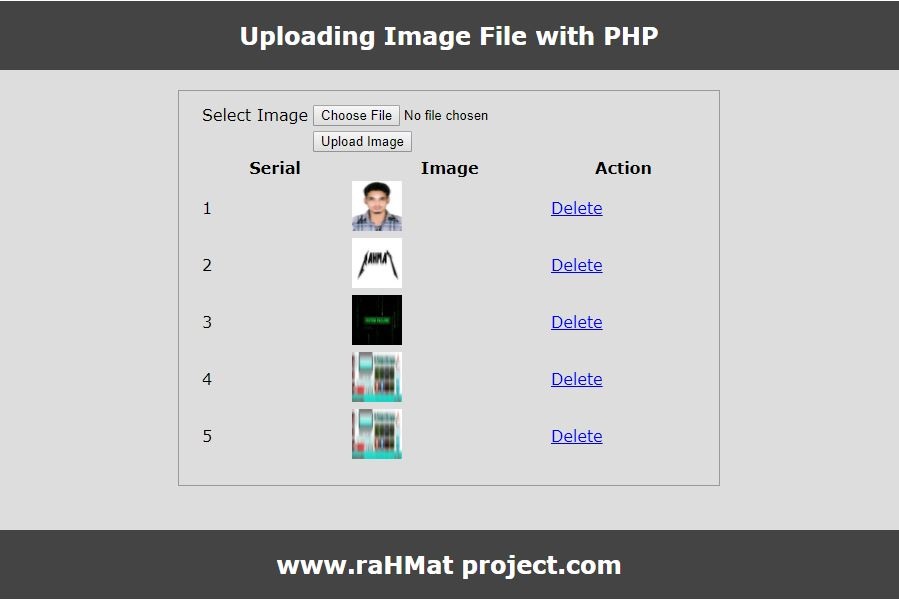 Uploading Image File with PHP
Select Image Choose File No file chosen
Upload Image
Serial Image Action
1 Delete
2 RAHMAT Delete
3 Delete
4 Delete
5 Delete
www.raHMat project.com